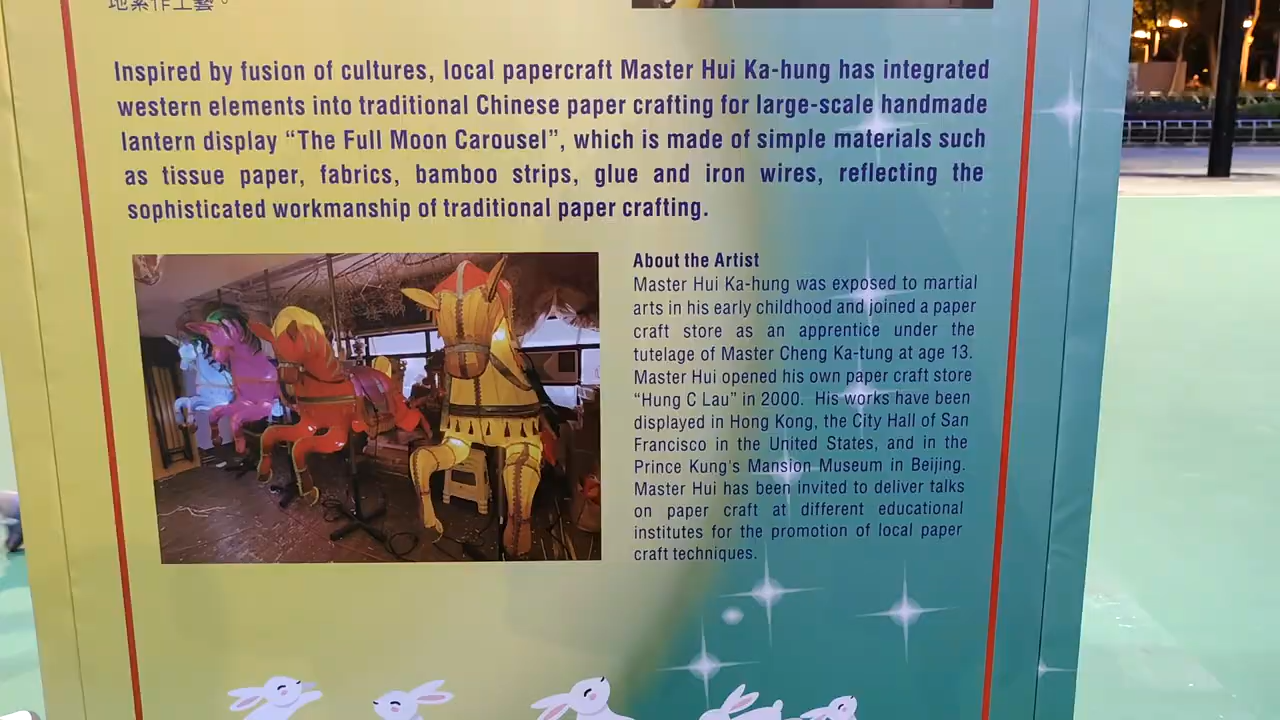 地紮作工藝。
Inspired by fusion of cultures, local papercraft Master Hui Ka-hung has integrated
western elements into traditional Chinese paper crafting for large-scale handmade
lantern display “The Full Moon Carousel”, which is made of simple materials such
as tissue paper, fabrics, bamboo strips, glue and iron wires, reflecting the
sophisticated workmanship of traditional paper crafting.
About the Artist
Master Hui Ka-hung was exposed to martial
arts in his early childhood and joined a paper
craft store as an apprentice under the
tutelage of Master Cheng Ka-tung at age 13.
Master Hui opened his own paper craft store
“Hung C Lau” in 2000. His works have been
displayed in Hong Kong, the City Hall of San
Francisco in the United States, and in the
Prince Kung's Mansion Museum in Beijing.
Master Hui has been invited to deliver talks
on paper craft at different educational
institutes for the promotion of local paper
craft techniques.